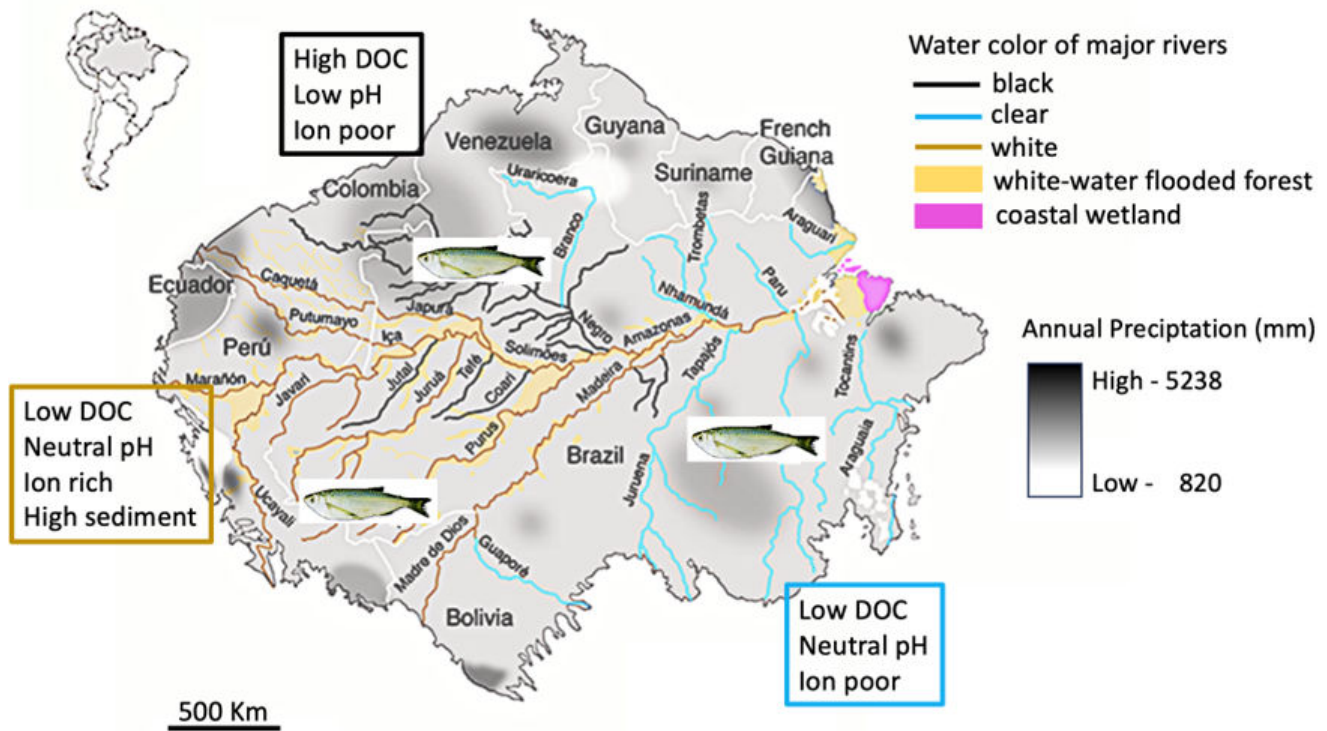 High DOC
Low pH
Ion poor
Water color of major rivers
black
clear
white
white-water flooded forest
coastal wetland
Venezuela
Guyana
French
Guiana
Suriname
Colombia
Uraricoera
Branco
Trombetas
Araguari
Ecuador
Caquetá
Putumayo
Japurá
Negro
Nhamundá
Paru
Perú
Içá
Solimões
Amazonas
Marañón
Javari
Jutaí
Juruá
Tefé
Coari
Madeira
Tapajós
Tocantins
Purus
Brazil
Juruena
Araguaia
Ucayali
Madre de Dios
Guaporé
Bolivia
Low DOC
Neutral pH
Ion rich
High sediment
Low DOC
Neutral pH
Ion poor
Annual Preciptation (mm)
High - 5238
Low - 820
500 Km